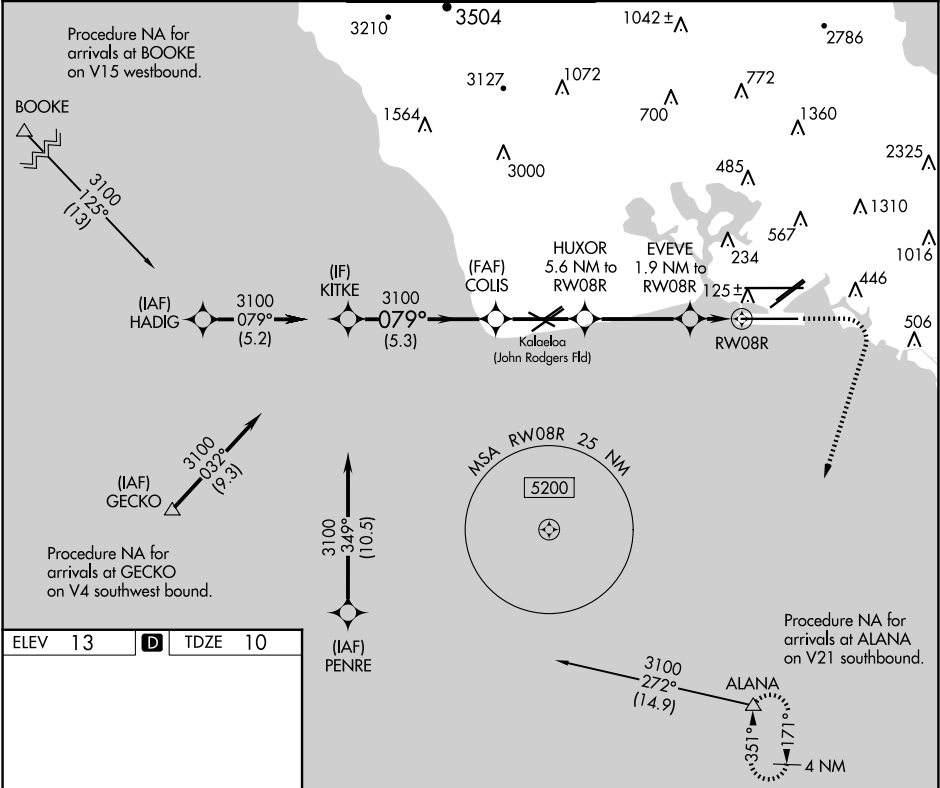 3210
3504
1042 ±
2786
Procedure NA for
arrivals at BOOKE
on V15 westbound.
3127
1072
772
700
1564
1360
BOOKE
3000
485
2325
3100
125°
(13)
1310
567
234
1016
(IAF)
HADIG
3100
079°
(5.2)
(IF)
KITKE
3100
079°
(5.3)
(FAF)
COLIS
HUXOR
5.6 NM to
RW08R
EVEVE
1.9 NM to
RW08R
125 ±
446
Kalaeloa
(John Rodgers Fld)
RW08R
506
3100
032°
(9.3)
(IAF)
GECKO
MSA RW08R 25 NM
5200
3100
349°
(10.5)
Procedure NA for
arrivals at GECKO
on V4 southwest bound.
(IAF)
PENRE
Procedure NA for
arrivals at ALANA
on V21 southbound.
ELEV 13 D TDZE 10
3100
272°
(14.9)
ALANA
351°
171°
4 NM